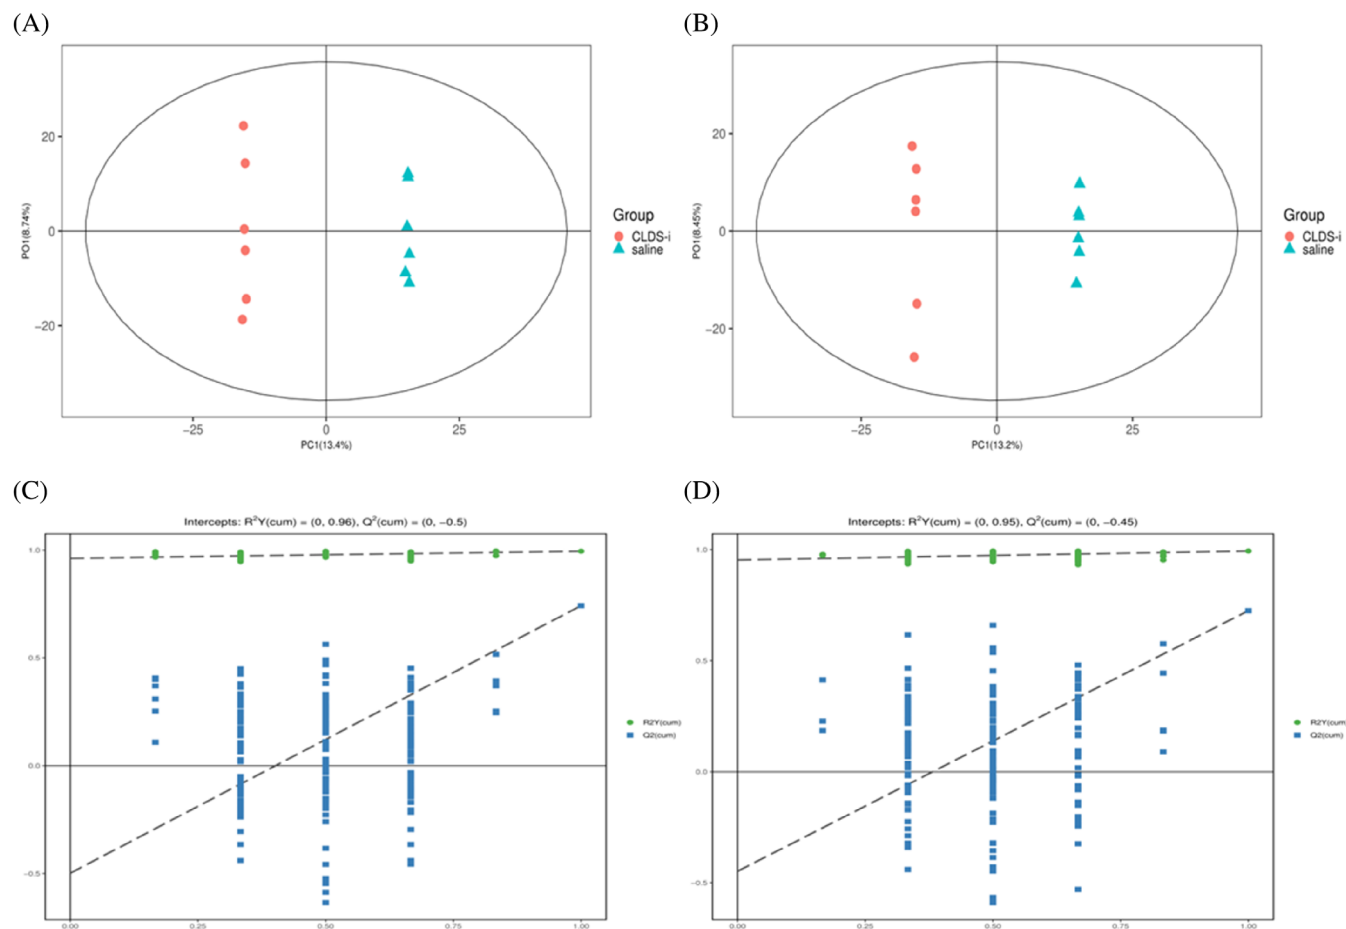 (A)
20
0
−20
PO1(8.74%)
−25
0
25
PC1(13.4%)
Group
CLDS-i
saline
(B)
20
0
−20
PO1(8.45%)
−25
0
25
PC1(13.2%)
Group
CLDS-i
saline
(C)
Intercepts: R²Y(cum) = (0, 0.96), Q²(cum) = (0, −0.5)
1.0
0.5
0.0
−0.5
0.00
0.25
0.50
0.75
1.00
R2Y(cum)
Q2(cum)
(D)
Intercepts: R²Y(cum) = (0, 0.95), Q²(cum) = (0, −0.45)
1.0
0.5
0.0
−0.5
0.00
0.25
0.50
0.75
1.00
R2Y(cum)
Q2(cum)